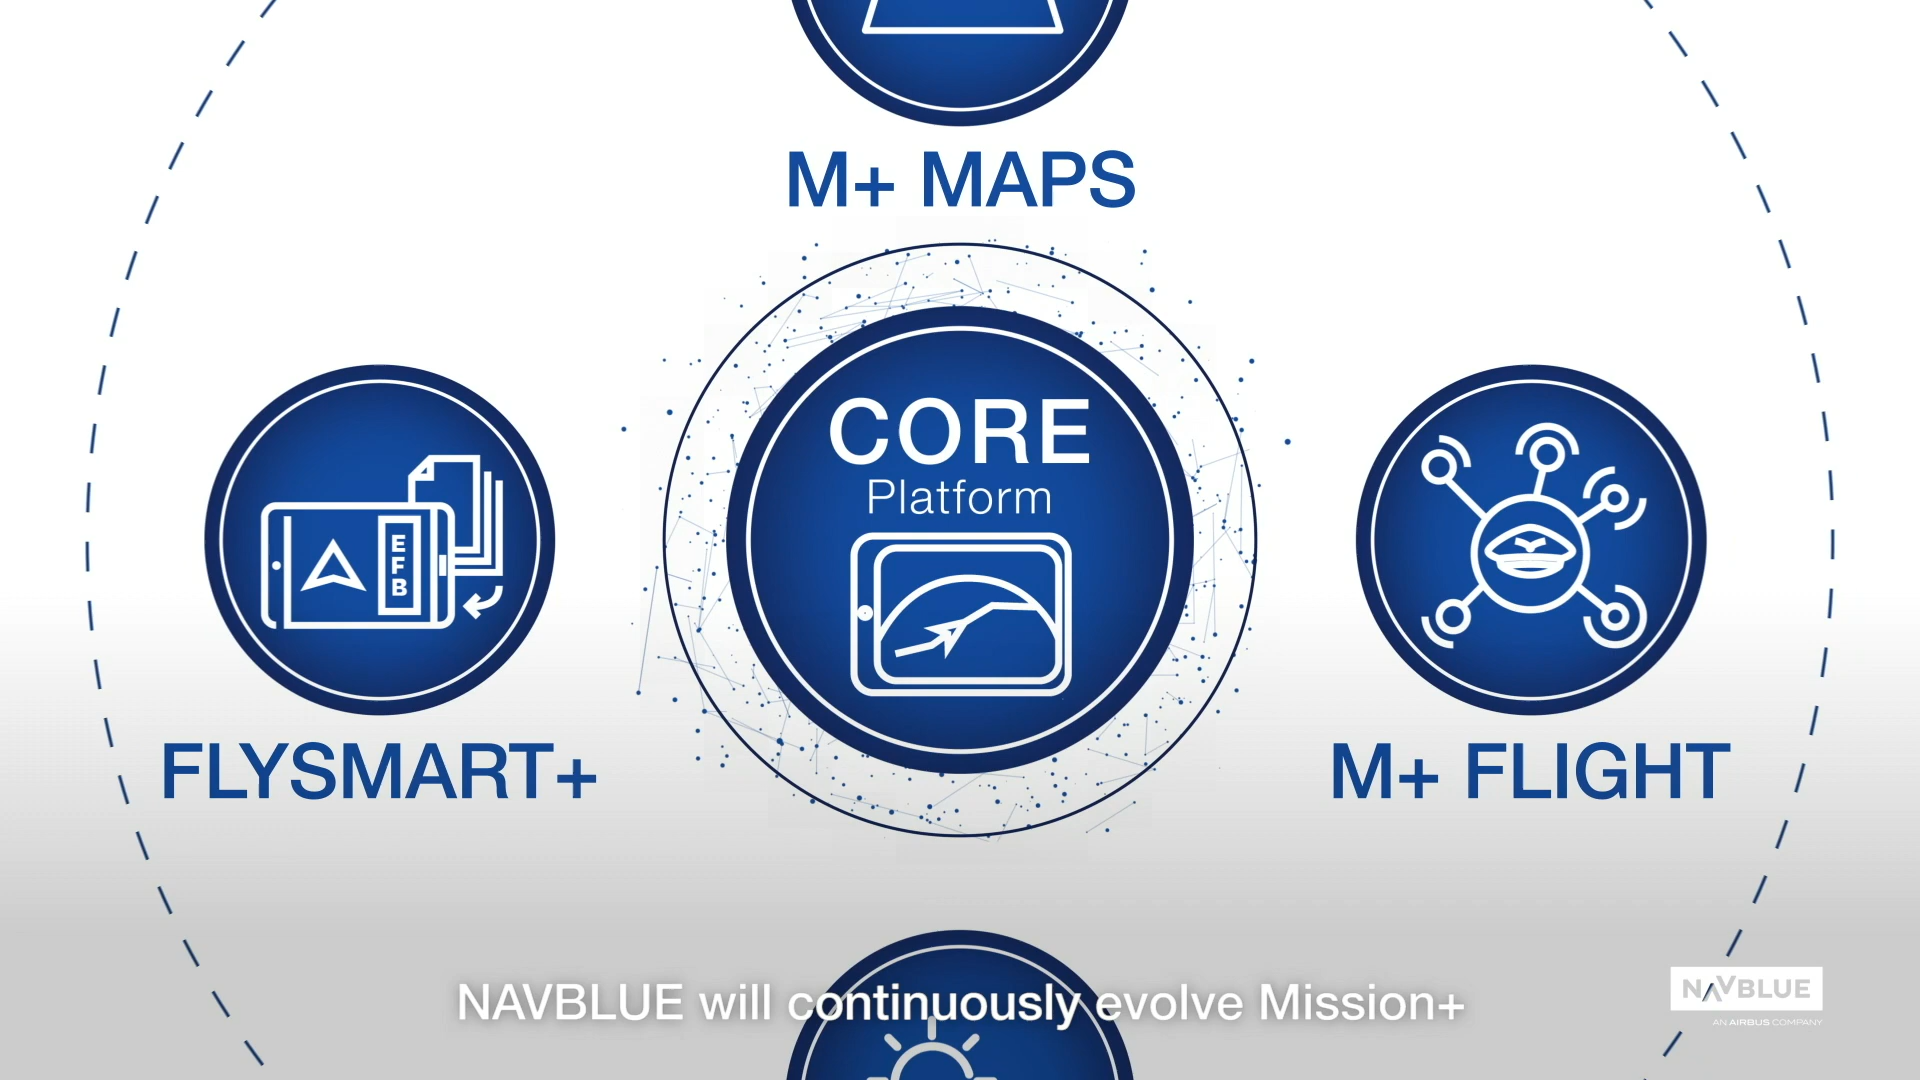 M+ MAPS
CORE
Platform
EFB
FLYSMART+
M+ FLIGHT
NAVBLUE will continuously evolve Mission+
NAVBLUE
AN AIRBUS COMPANY